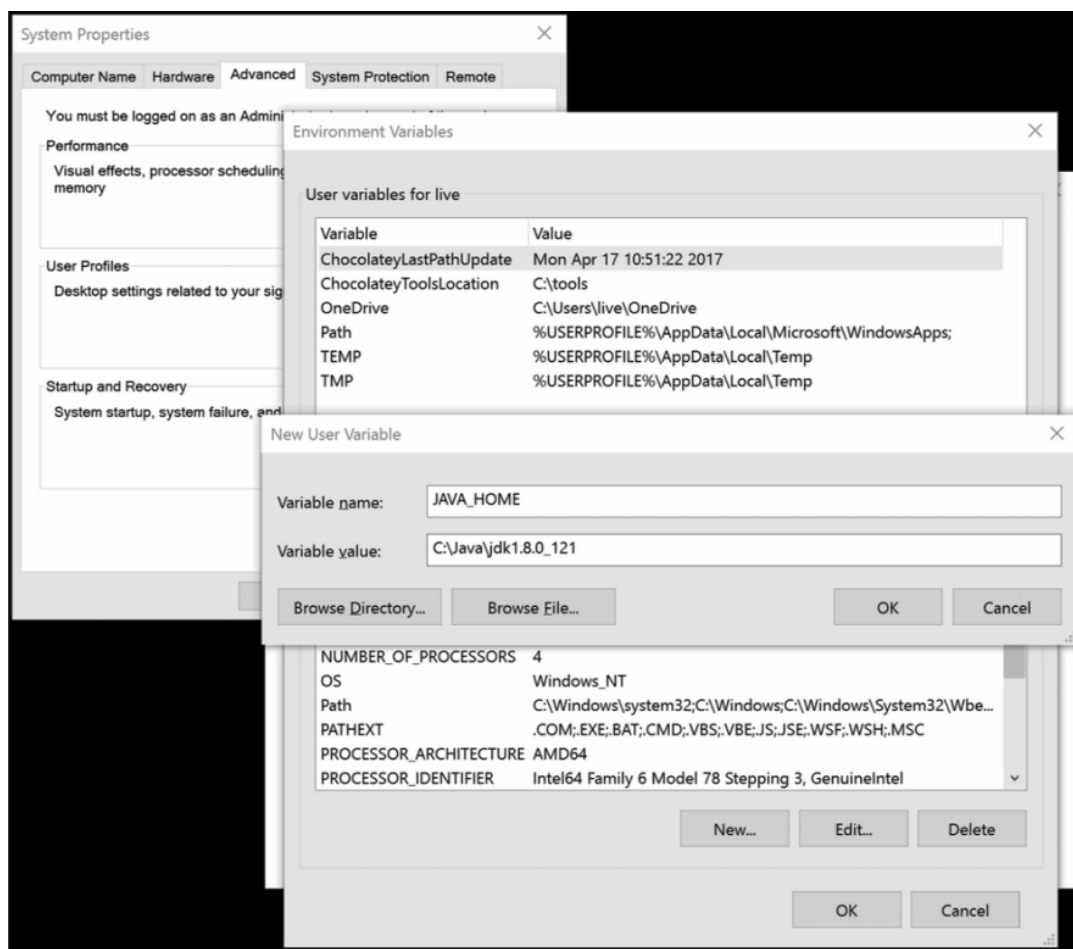 System Properties
Computer Name Hardware Advanced System Protection Remote
You must be logged on as an
Performance
Visual effects, processor scheduling
memory
User Profiles
Desktop settings related to your
Startup and Recovery
System startup, system failure, and
Environment Variables
User variables for live
Variable Value
ChocolateyLastPathUpdate Mon Apr 17 10:51:22 2017
ChocolateyToolsLocation C:\tools
OneDrive C:\Users\live\OneDrive
Path %USERPROFILE%\AppData\Local\Microsoft\WindowsApps;
TEMP %USERPROFILE%\AppData\Local\Temp
TMP %USERPROFILE%\AppData\Local\Temp
New User Variable
Variable name: JAVA_HOME
Variable value: C:\Java\jdk1.8.0_121
Browse Directory... Browse File... OK Cancel
NUMBER_OF_PROCESSORS 4
OS Windows_NT
Path C:\Windows\system32;C:\Windows;C:\Windows\System32\Wbe...
PATHEXT .COM;.EXE;.BAT;.CMD;.VBS;.VBE;.JS;.JSE;.WSF;.WSH;.MSC
PROCESSOR_ARCHITECTURE AMD64
PROCESSOR_IDENTIFIER Intel64 Family 6 Model 78 Stepping 3, GenuineIntel
New... Edit... Delete
OK Cancel